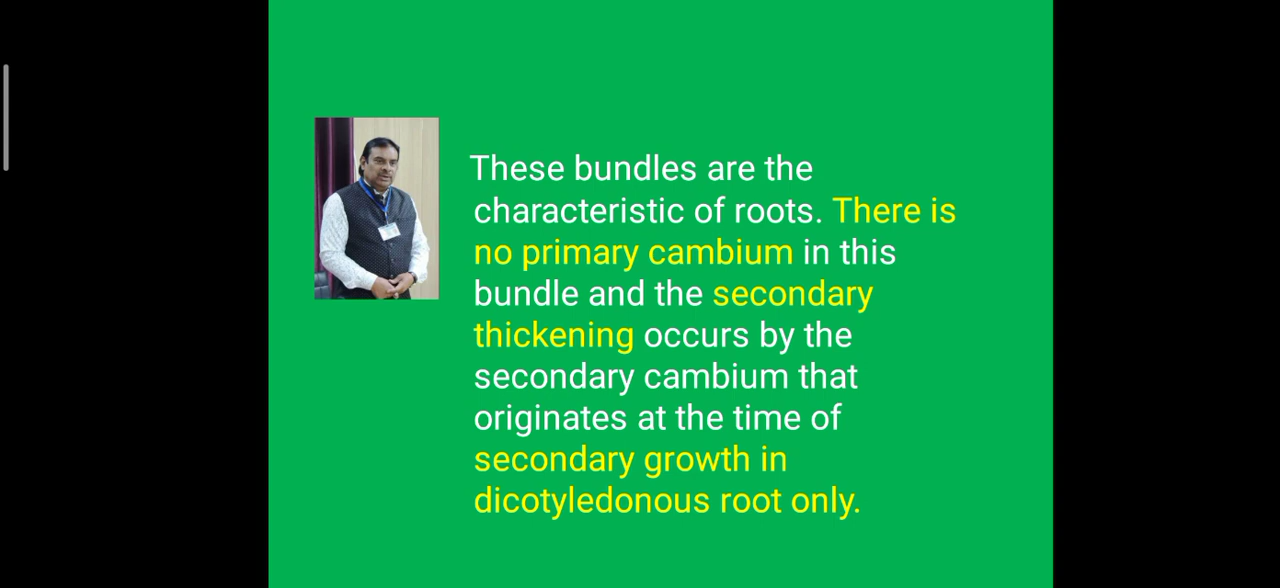 These bundles are the
characteristic of roots. There is
no primary cambium in this
bundle and the secondary
thickening occurs by the
secondary cambium that
originates at the time of
secondary growth in
dicotyledonous root only.